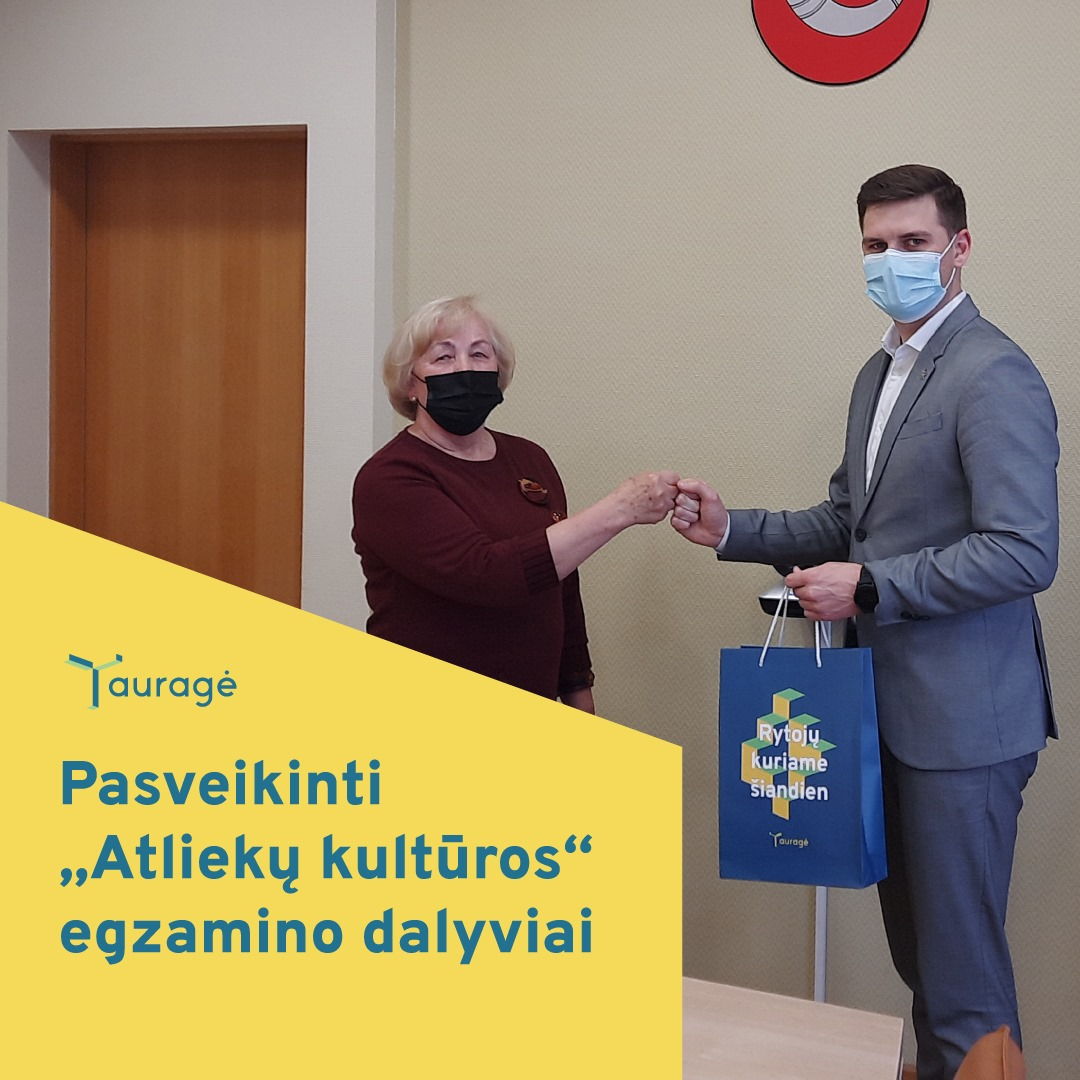 Tauragė
Pasveikinti
„Atliekų kultūros“
egzamino dalyviai
Rytojų
kuriame
šiandien
Tauragė